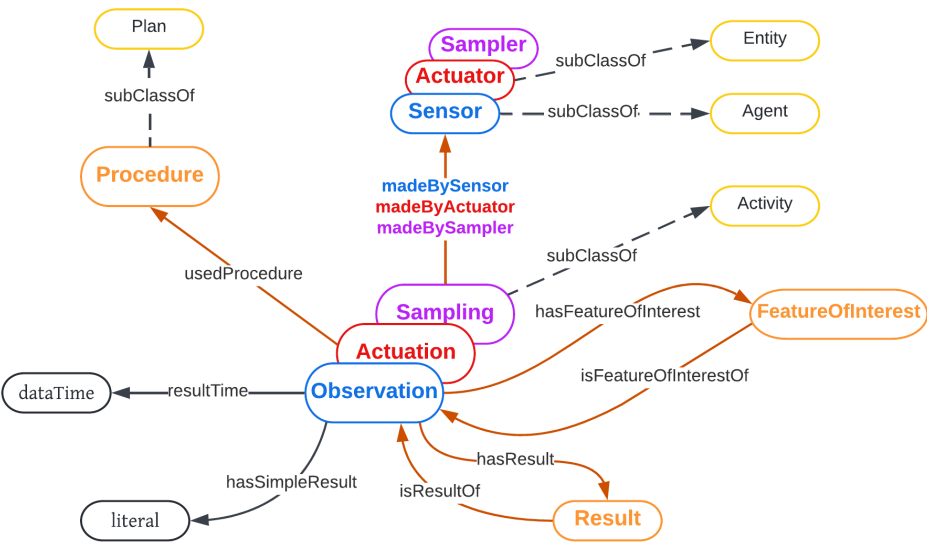 Plan
Sampler
Entity
subClassOf
Actuator
subClassOf
Sensor
subClassOf
Agent
Procedure
madeBySensor
madeByActuator
madeBySampler
Activity
subClassOf
usedProcedure
Sampling
hasFeatureOfInterest
FeatureOfInterest
Actuation
isFeatureOfInterestOf
dataTime
resultTime
Observation
hasResult
hasSimpleResult
isResultOf
literal
Result